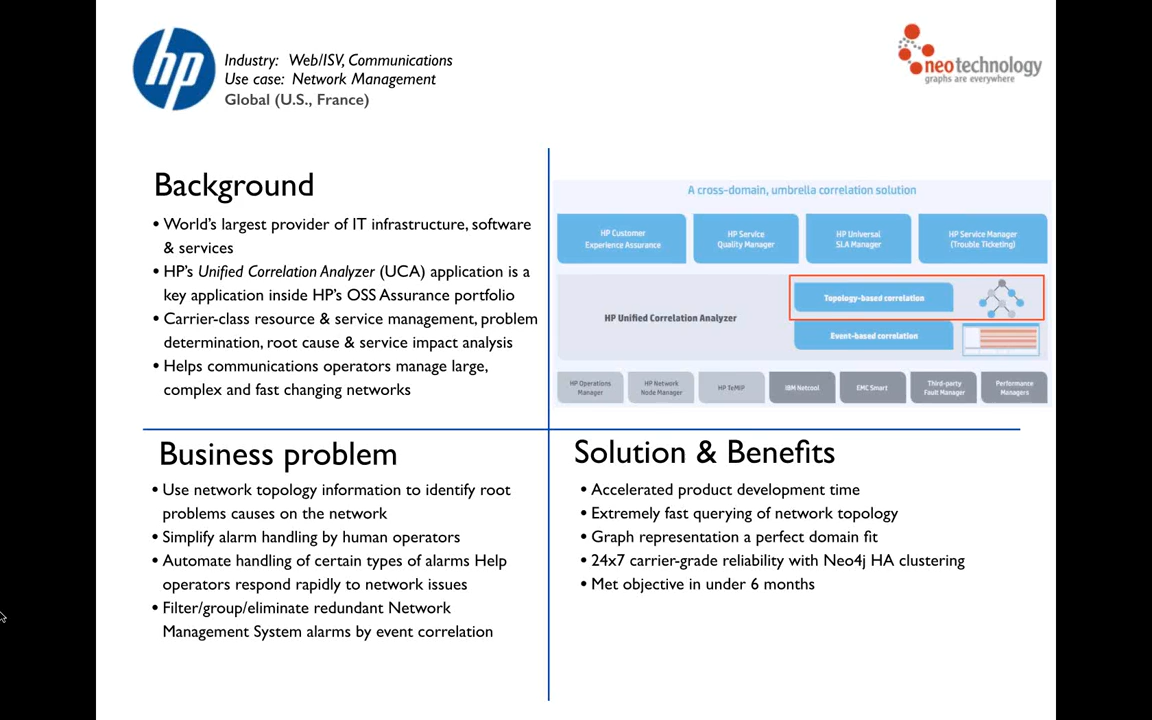 hp
Industry: Web/ISV, Communications
Use case: Network Management
Global (U.S., France)
neotechnology
graphs are everywhere
Background
• World's largest provider of IT infrastructure, software
& services
• HP's Unified Correlation Analyzer (UCA) application is a
key application inside HP's OSS Assurance portfolio
• Carrier-class resource & service management, problem
determination, root cause & service impact analysis
• Helps communications operators manage large,
complex and fast changing networks
A cross-domain, umbrella correlation solution
HP Customer
Experience Assurance
HP Service
Quality Manager
HP Universal
SLA Manager
HP Service Manager
(Trouble Ticketing)
HP Unified Correlation Analyzer
Topology-based correlation
Event-based correlation
HP Operations
Manager
HP Network
Node Manager
HP TeMIP
IBM Netcool
EMC Smart
Third-party
Fault Manager
Performance
Managers
Business problem
• Use network topology information to identify root
problems causes on the network
• Simplify alarm handling by human operators
• Automate handling of certain types of alarms Help
operators respond rapidly to network issues
• Filter/group/eliminate redundant Network
Management System alarms by event correlation
Solution & Benefits
• Accelerated product development time
• Extremely fast querying of network topology
• Graph representation a perfect domain fit
• 24x7 carrier-grade reliability with Neo4j HA clustering
• Met objective in under 6 months